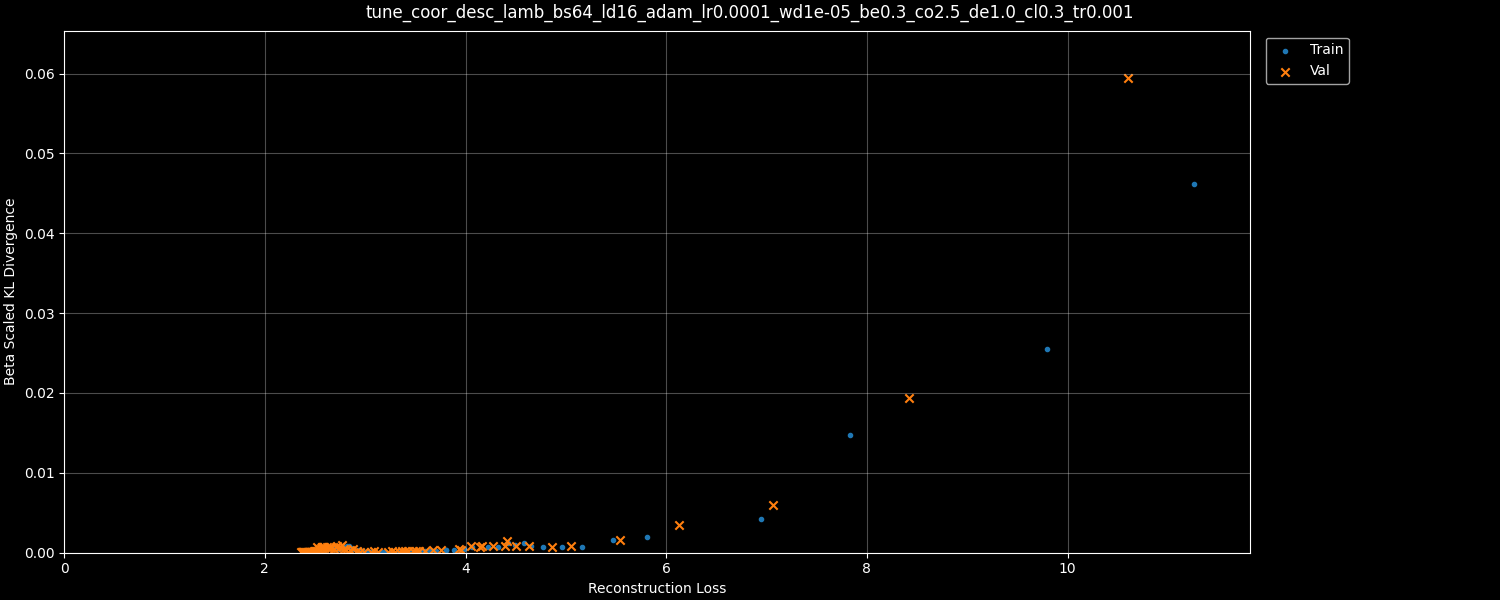 tune_coor_desc_lamb_bs64_ld16_adam_lr0.0001_wd1e-05_be0.3_co2.5_de1.0_cl0.3_tr0.001
Train
Val
0.06
0.05
0.04
0.03
0.02
0.01
0.00
Beta Scaled KL Divergence
0 2 4 6 8 10
Reconstruction Loss